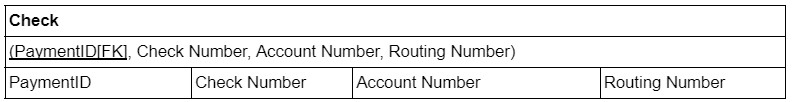 Check
(PaymentID[FK], Check Number, Account Number, Routing Number)
PaymentID Check Number Account Number Routing Number